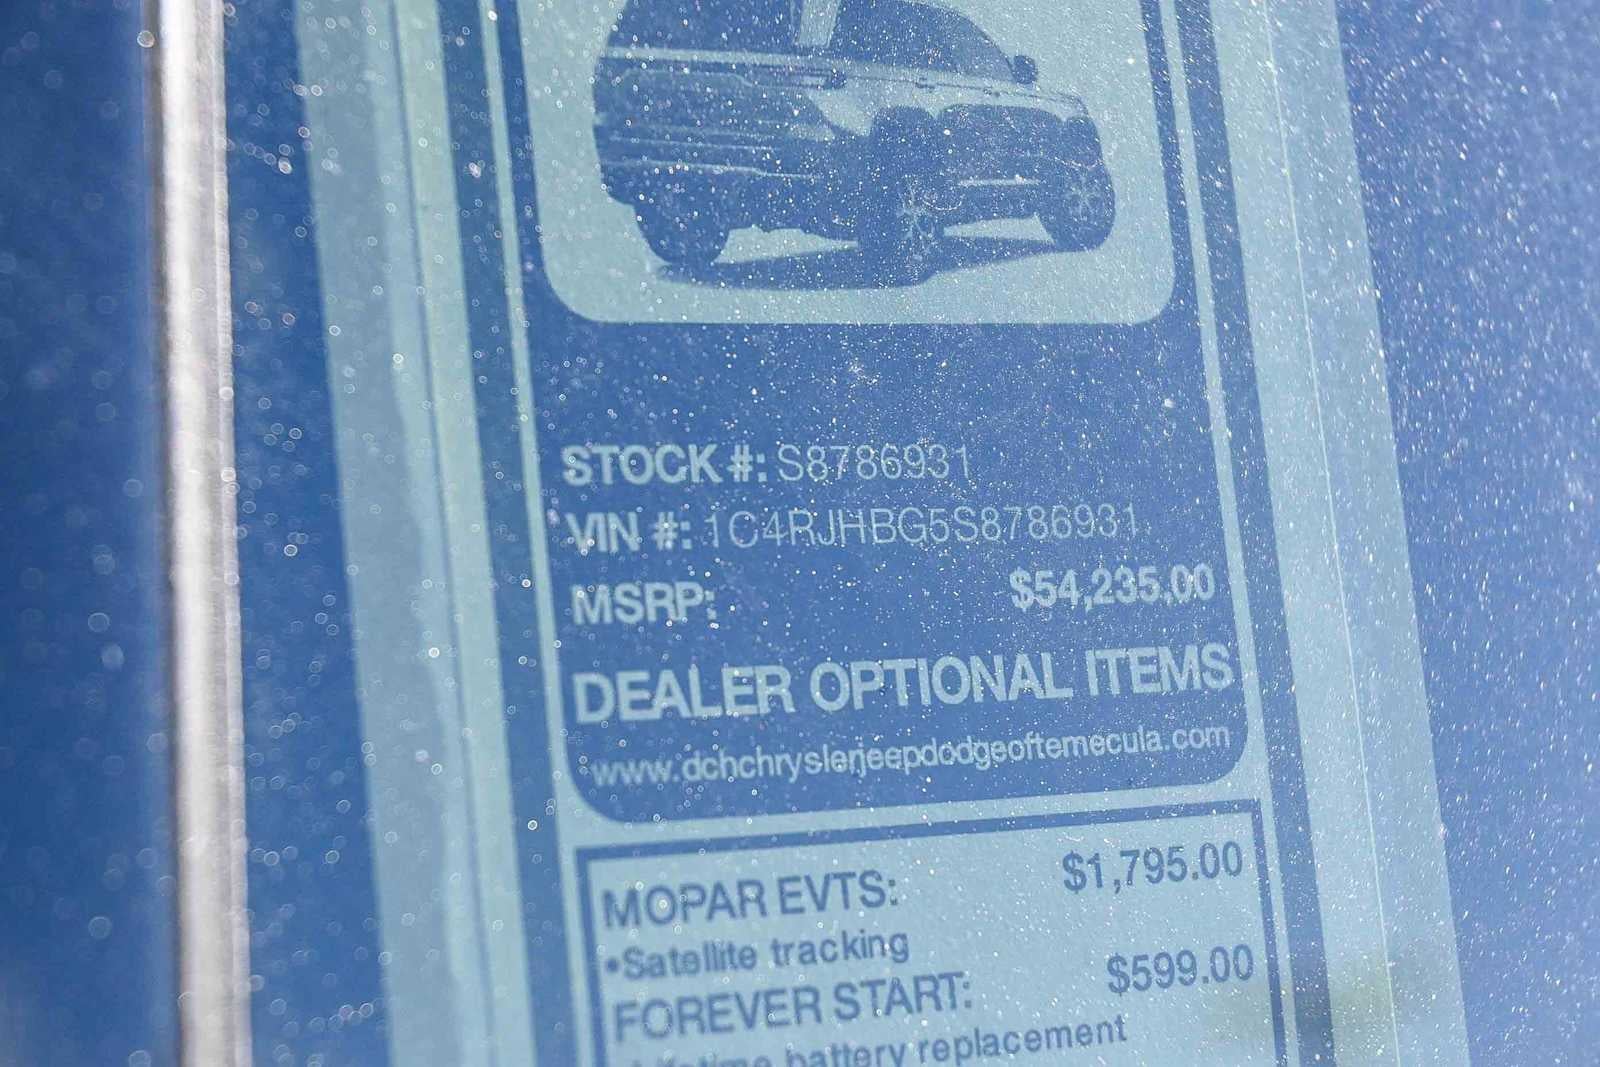 STOCK #: S8786931
VIN #: 1C4RJHBG5S8786931
MSRP: $54,235.00
DEALER OPTIONAL ITEMS
www.dchchryslerjeepdodgeoftemecula.com
MOPAR EVTS: $1,795.00
•Satellite tracking
FOREVER START: $599.00
•Lifetime battery replacement